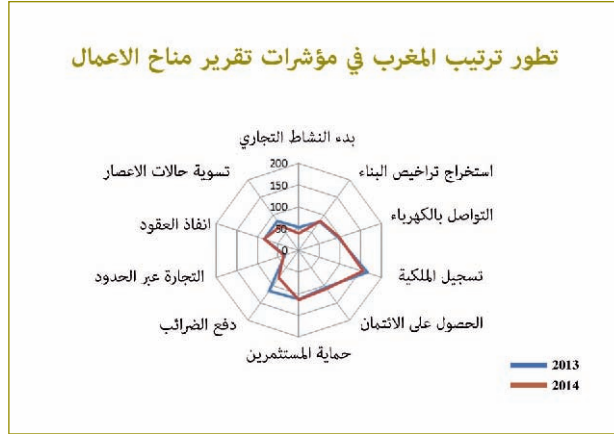 تطور ترتيب المغرب في مؤشرات تقرير مناخ الاعمال
بدء النشاط التجاري
استخراج تراخيص البناء
التواصل بالكهرباء
تسجيل الملكية
الحصول على الائتمان
حماية المستثمرين
دفع الضرائب
التجارة عبر الحدود
انفاذ العقود
تسوية حالات الاعصار
200
150
100
50
0
2013
2014